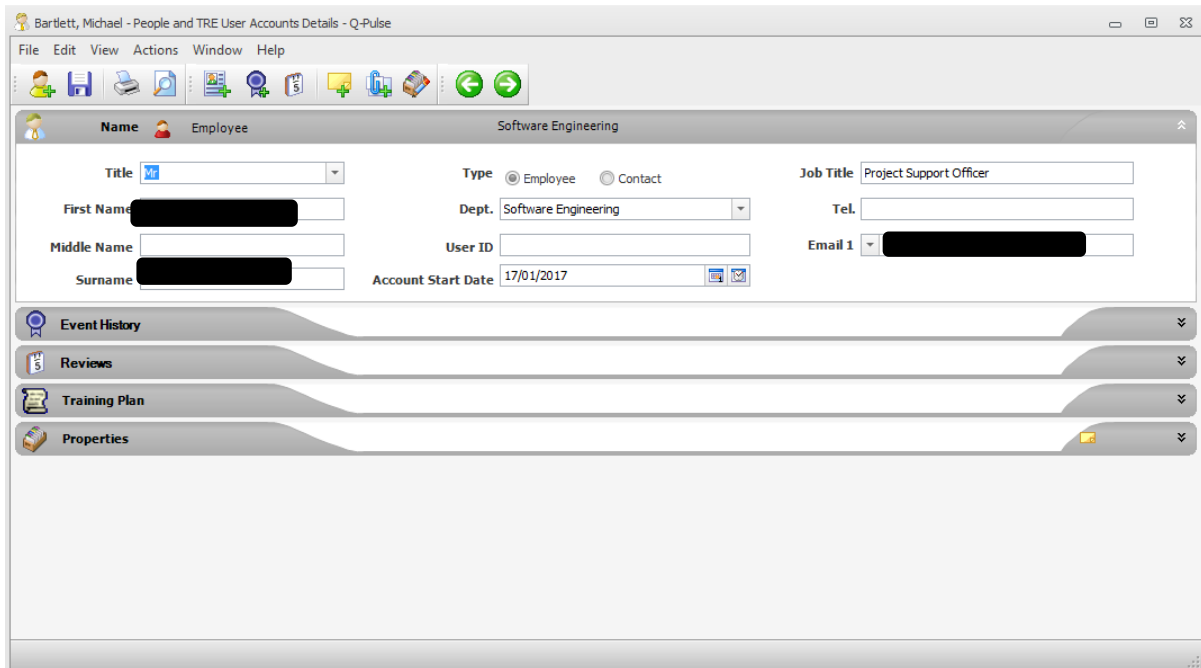 Bartlett, Michael - People and TRE User Accounts Details - Q-Pulse
File Edit View Actions Window Help
Name Employee Software Engineering
Title Mr Type Employee Contact Job Title Project Support Officer
First Name Dept. Software Engineering Tel.
Middle Name User ID Email 1
Surname Account Start Date 17/01/2017
Event History
Reviews
Training Plan
Properties